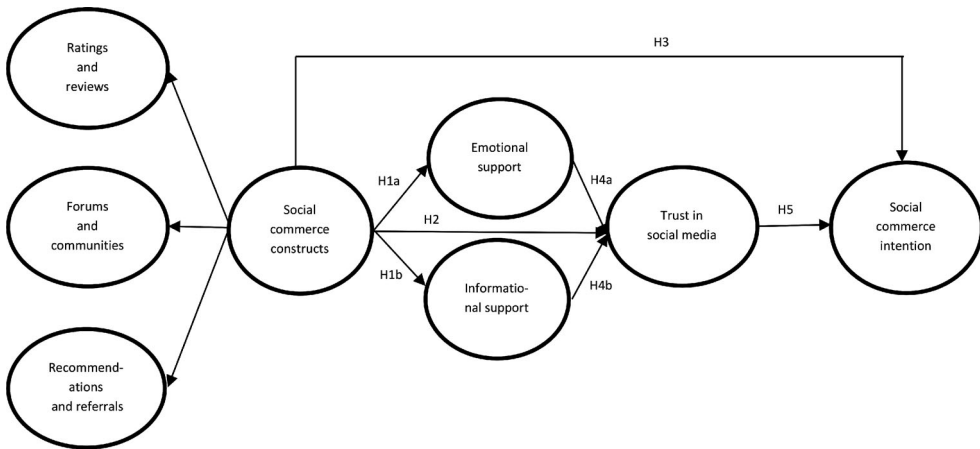 H3
Ratings
and
reviews
Emotional
support
H1a
H4a
Forums
and
communities
Social
commerce
constructs
H2
Trust in
social media
H5
Social
commerce
intention
H1b
Informatio-
nal support
H4b
Recommend-
ations
and referrals